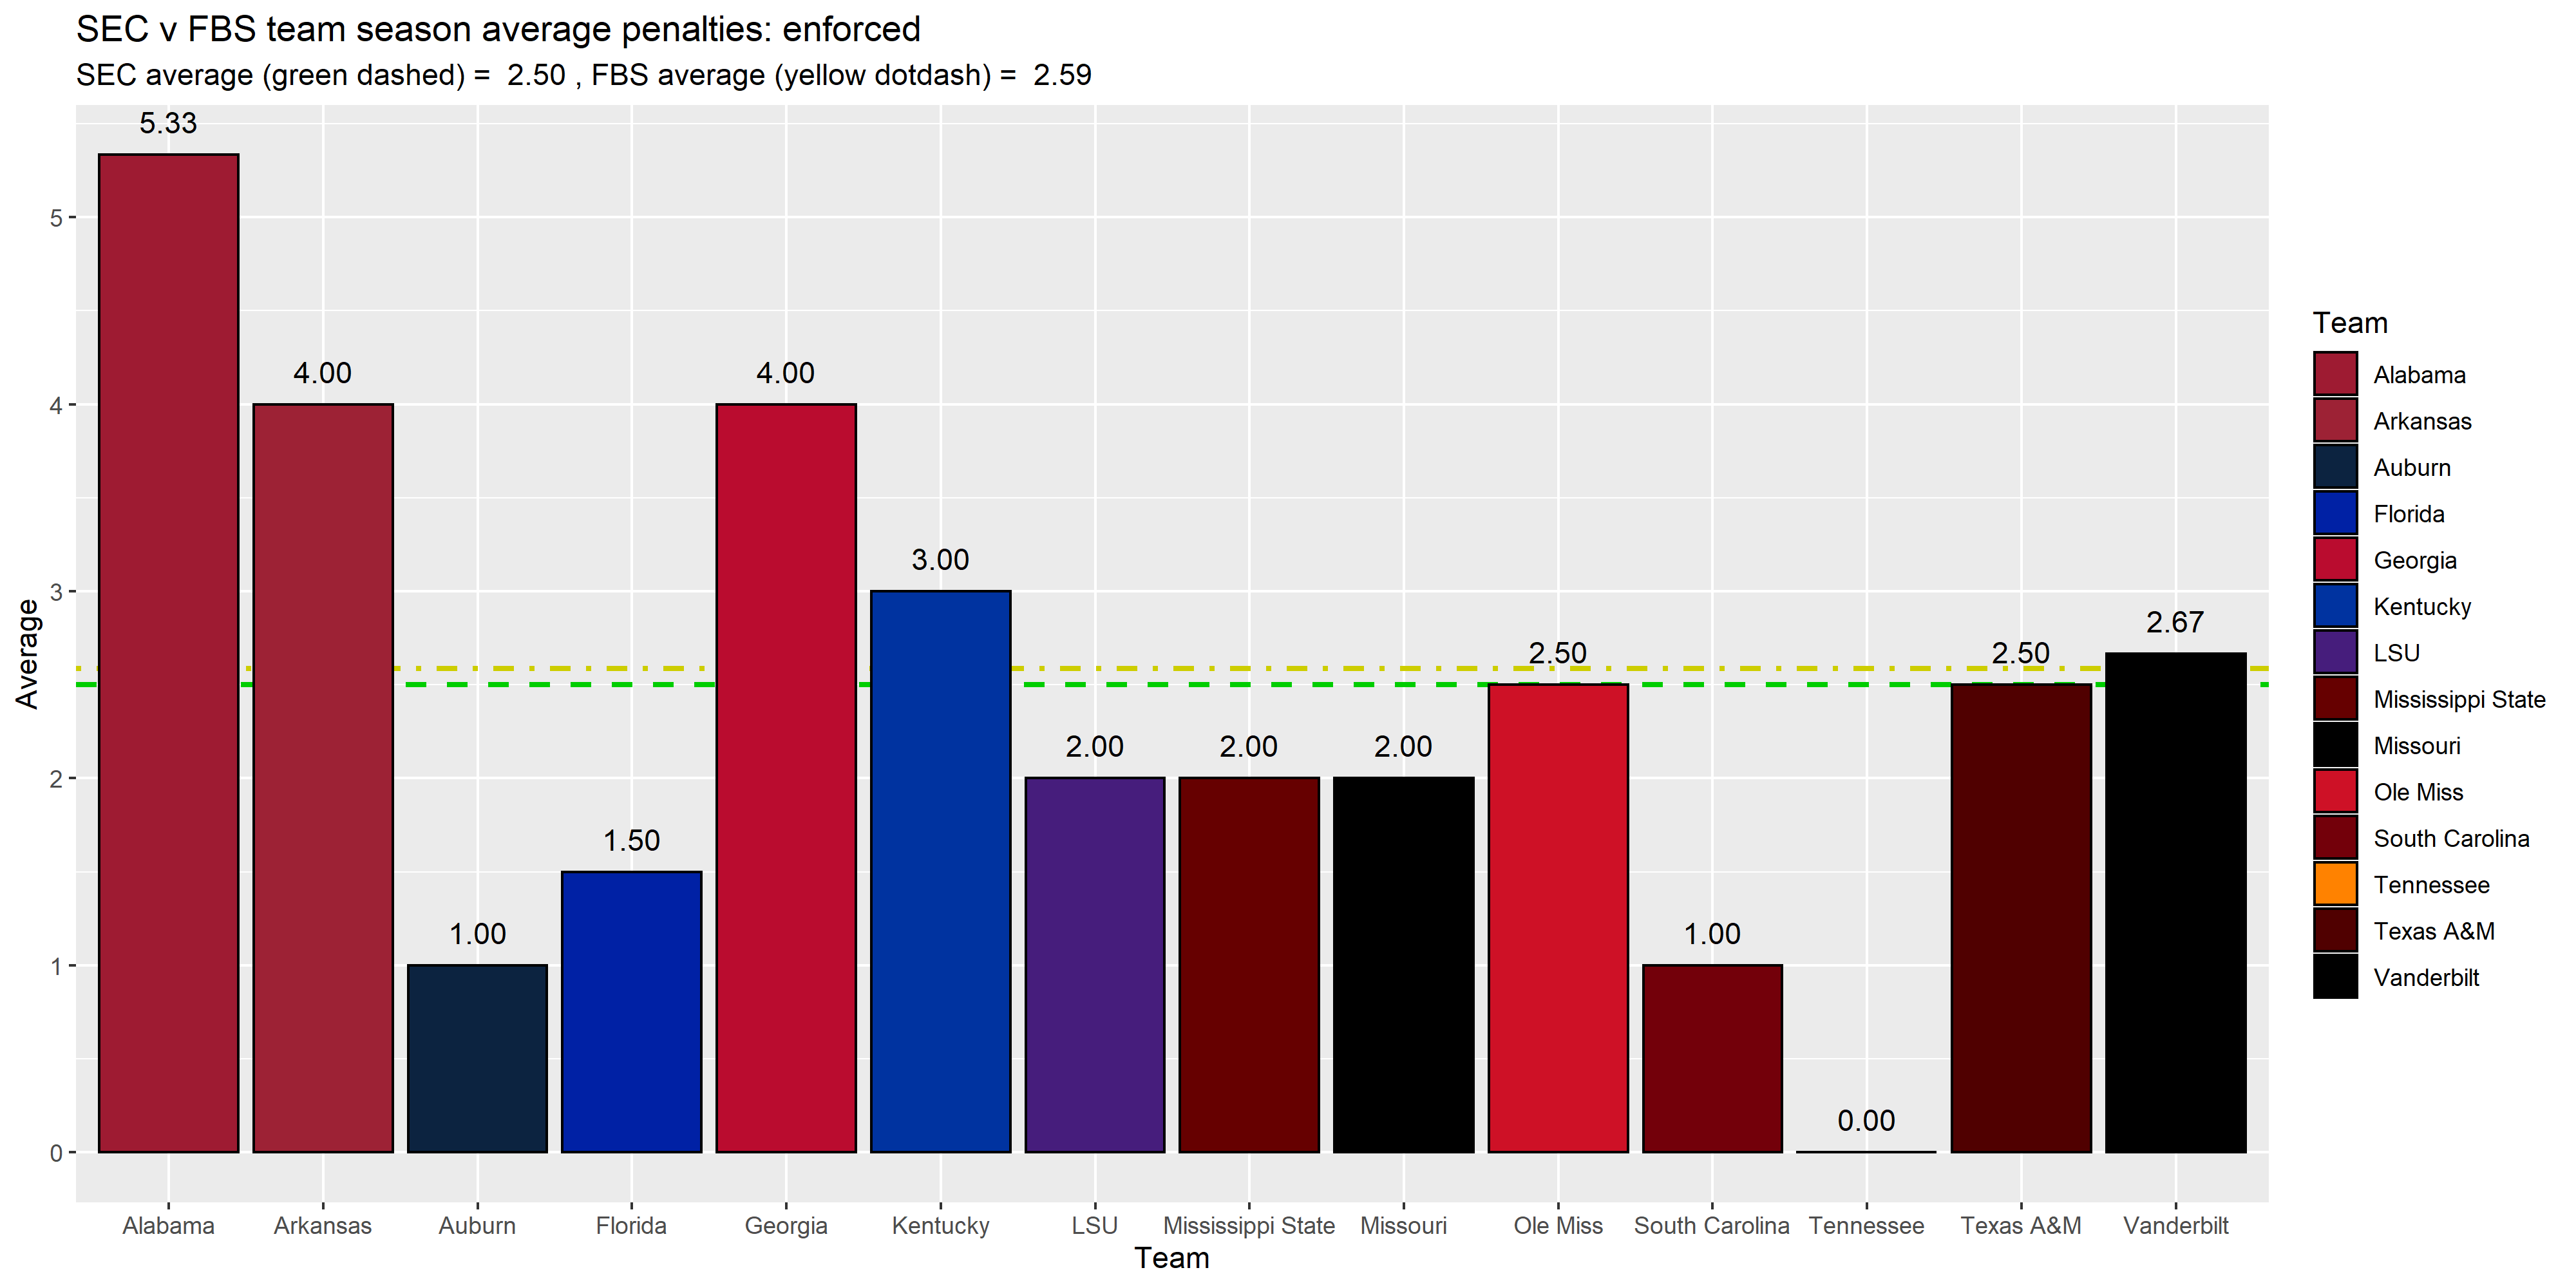 SEC v FBS team season average penalties: enforced
SEC average (green dashed) =  2.50 , FBS average (yellow dotdash) =  2.59
5.33
4.00
1.00
1.50
4.00
3.00
2.00
2.00
2.00
2.50
1.00
0.00
2.50
2.67
5
4
3
2
1
0
Average
Alabama
Arkansas
Auburn
Florida
Georgia
Kentucky
LSU
Mississippi State
Missouri
Ole Miss
South Carolina
Tennessee
Texas A&M
Vanderbilt
Team
Team
Alabama
Arkansas
Auburn
Florida
Georgia
Kentucky
LSU
Mississippi State
Missouri
Ole Miss
South Carolina
Tennessee
Texas A&M
Vanderbilt